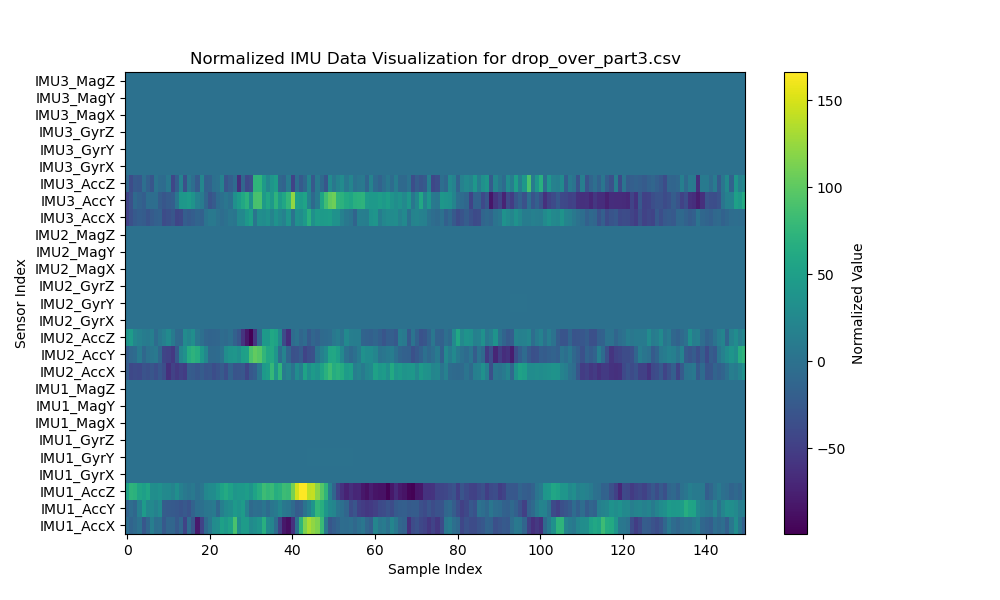 Normalized IMU Data Visualization for drop_over_part3.csv
IMU3_MagZ
IMU3_MagY
IMU3_MagX
IMU3_GyrZ
IMU3_GyrY
IMU3_GyrX
IMU3_AccZ
IMU3_AccY
IMU3_AccX
IMU2_MagZ
IMU2_MagY
IMU2_MagX
IMU2_GyrZ
IMU2_GyrY
IMU2_GyrX
IMU2_AccZ
IMU2_AccY
IMU2_AccX
IMU1_MagZ
IMU1_MagY
IMU1_MagX
IMU1_GyrZ
IMU1_GyrY
IMU1_GyrX
IMU1_AccZ
IMU1_AccY
IMU1_AccX
Sensor Index
0 20 40 60 80 100 120 140
Sample Index
150
100
50
0
−50
Normalized Value